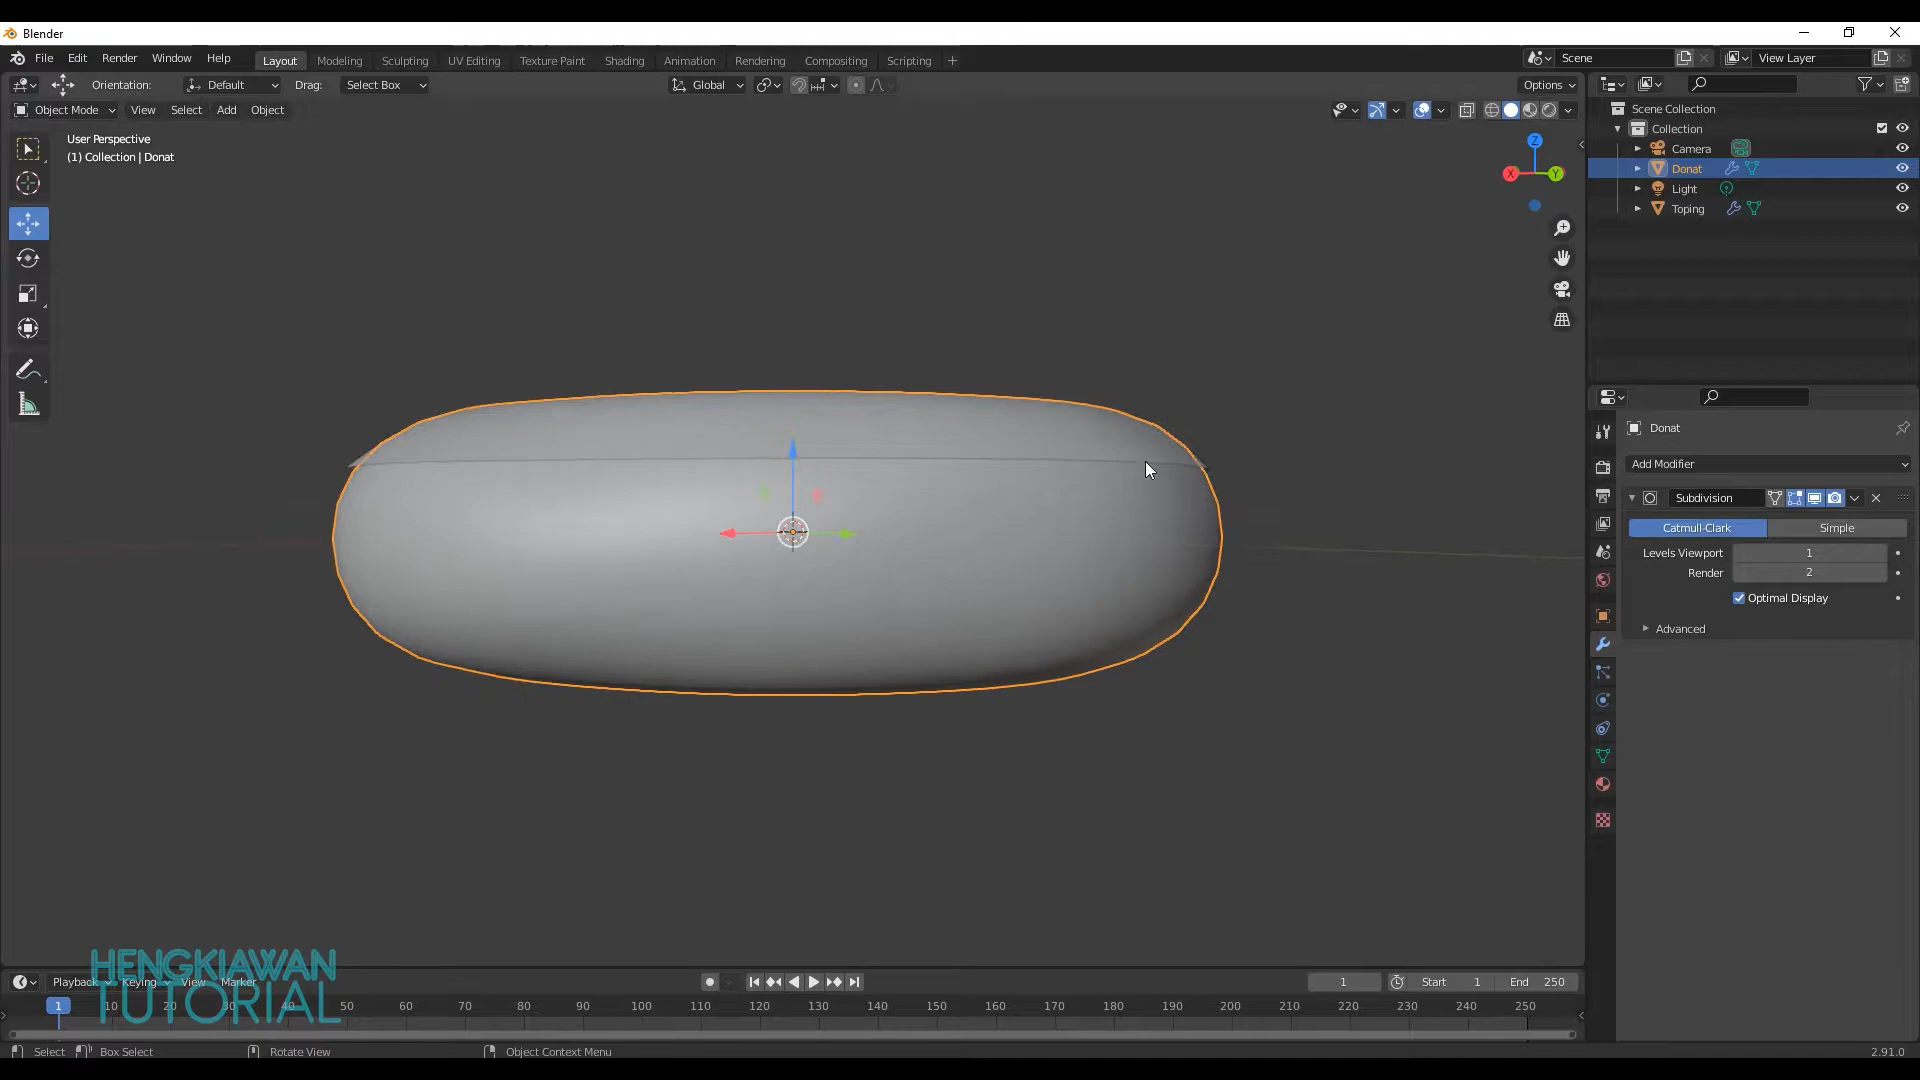 Blender
File Edit Render Window Help Layout Modeling Sculpting UV Editing Texture Paint Shading Animation Rendering Compositing Scripting + Scene View Layer
Orientation: Default Drag: Select Box Global Options
Object Mode View Select Add Object
User Perspective
(1) Collection | Donat
Z
X Y
Scene Collection
Collection
Camera
Donat
Light
Toping
Donat
Add Modifier
Subdivision
Catmull-Clark Simple
Levels Viewport 1
Render 2
Optimal Display
Advanced
HENGKIAWAN
TUTORIAL
Playback Keying View Marker 1 Start 1 End 250
1 10 20 30 40 50 60 70 80 90 100 110 120 130 140 150 160 170 180 190 200 210 220 230 240 250
Select Box Select Rotate View Object Context Menu 2.91.0